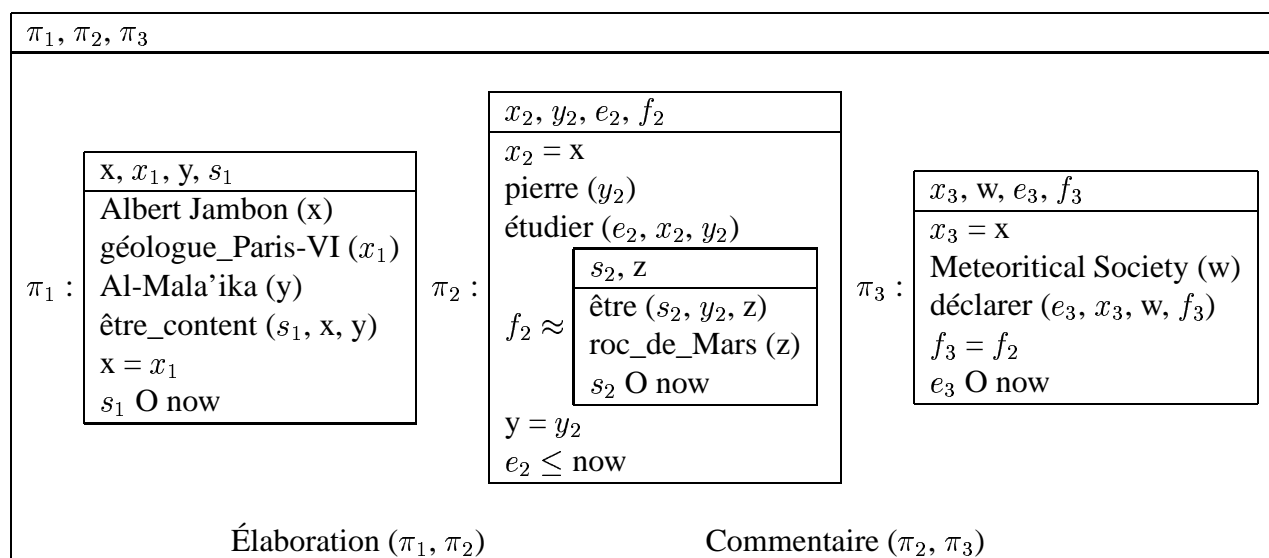 π₁, π₂, π₃
π₁ :
x, x₁, y, s₁
Albert Jambon (x)
géologue_Paris-VI (x₁)
Al-Mala'ika (y)
être_content (s₁, x, y)
x = x₁
s₁ O now
π₂ :
x₂, y₂, e₂, f₂
x₂ = x
pierre (y₂)
étudier (e₂, x₂, y₂)
f₂ ≈
s₂, z
être (s₂, y₂, z)
roc_de_Mars (z)
s₂ O now
y = y₂
e₂ ≤ now
π₃ :
x₃, w, e₃, f₃
x₃ = x
Meteoritical Society (w)
déclarer (e₃, x₃, w, f₃)
f₃ = f₂
e₃ O now
Élaboration (π₁, π₂)
Commentaire (π₂, π₃)